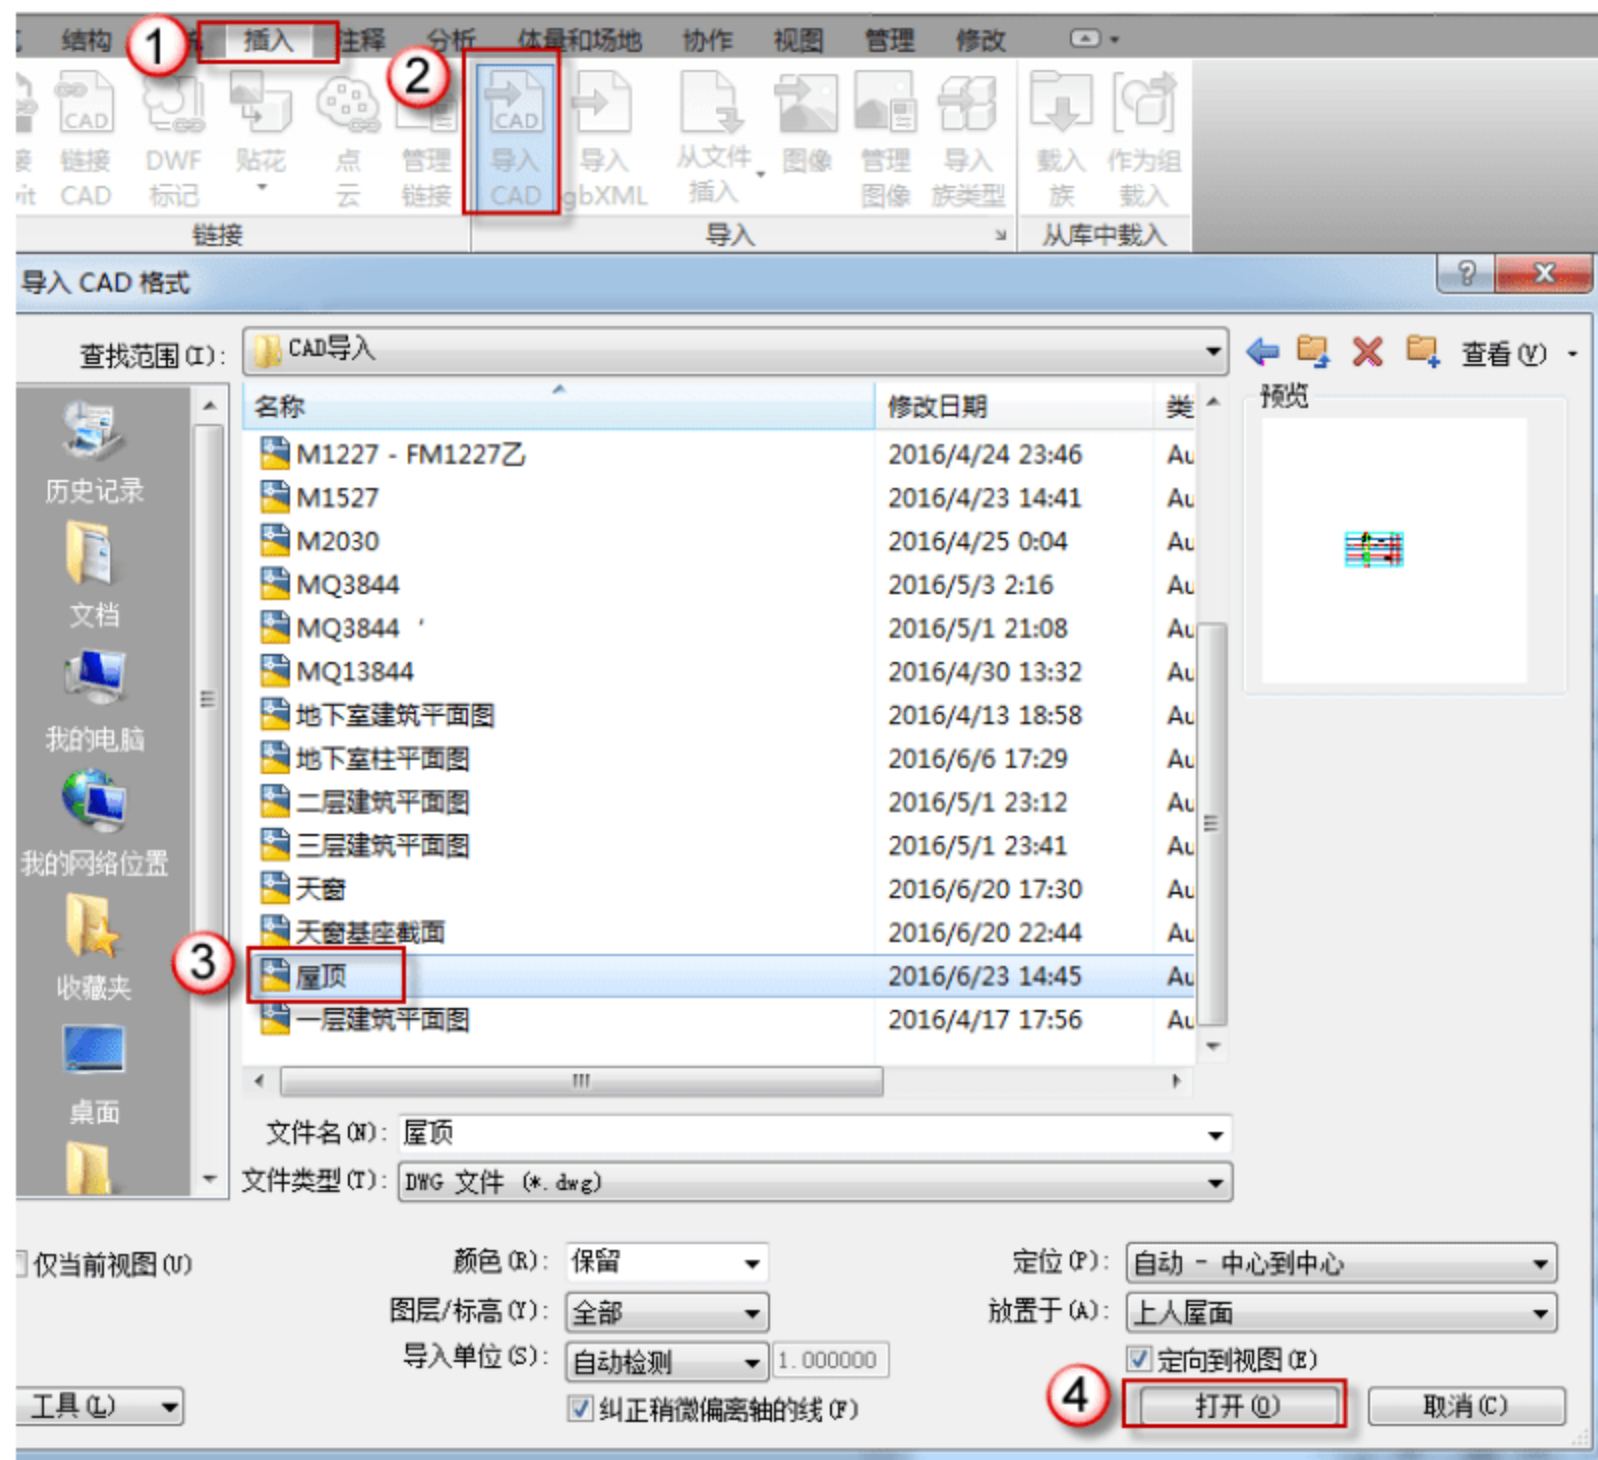 结构 ① 插入 注释 分析 体量和场地 协作 视图 管理 修改
②
CAD CAD
链接 DWF 贴花 点 管理 导入 导入 从文件 图像 管理 导入 载入 作为组
CAD 标记 云 链接 CAD gbXML 插入 图像 族类型 族 载入
链接 导入 从库中载入
导入 CAD 格式
查找范围(I): CAD导入 查看(V)
名称 修改日期 类 预览
M1227 - FM1227乙 2016/4/24 23:46 Au
M1527 2016/4/23 14:41 Au
M2030 2016/4/25 0:04 Au
MQ3844 2016/5/3 2:16 Au
MQ3844 ′ 2016/5/1 21:08 Au
MQ13844 2016/4/30 13:32 Au
地下室建筑平面图 2016/4/13 18:58 Au
地下室柱平面图 2016/6/6 17:29 Au
二层建筑平面图 2016/5/1 23:12 Au
三层建筑平面图 2016/5/1 23:41 Au
天窗 2016/6/20 17:30 Au
天窗基座截面 2016/6/20 22:44 Au
③ 屋顶 2016/6/23 14:45 Au
一层建筑平面图 2016/4/17 17:56 Au
历史记录
文档
我的电脑
我的网络位置
收藏夹
桌面
文件名(N): 屋顶
文件类型(T): DWG 文件 (*.dwg)
仅当前视图(U) 颜色(R): 保留 定位(P): 自动 - 中心到中心
图层/标高(Y): 全部 放置于(A): 上人屋面
导入单位(S): 自动检测 1.000000 定向到视图(E)
工具(L) 纠正稍微偏离轴的线(F) ④ 打开(O) 取消(C)